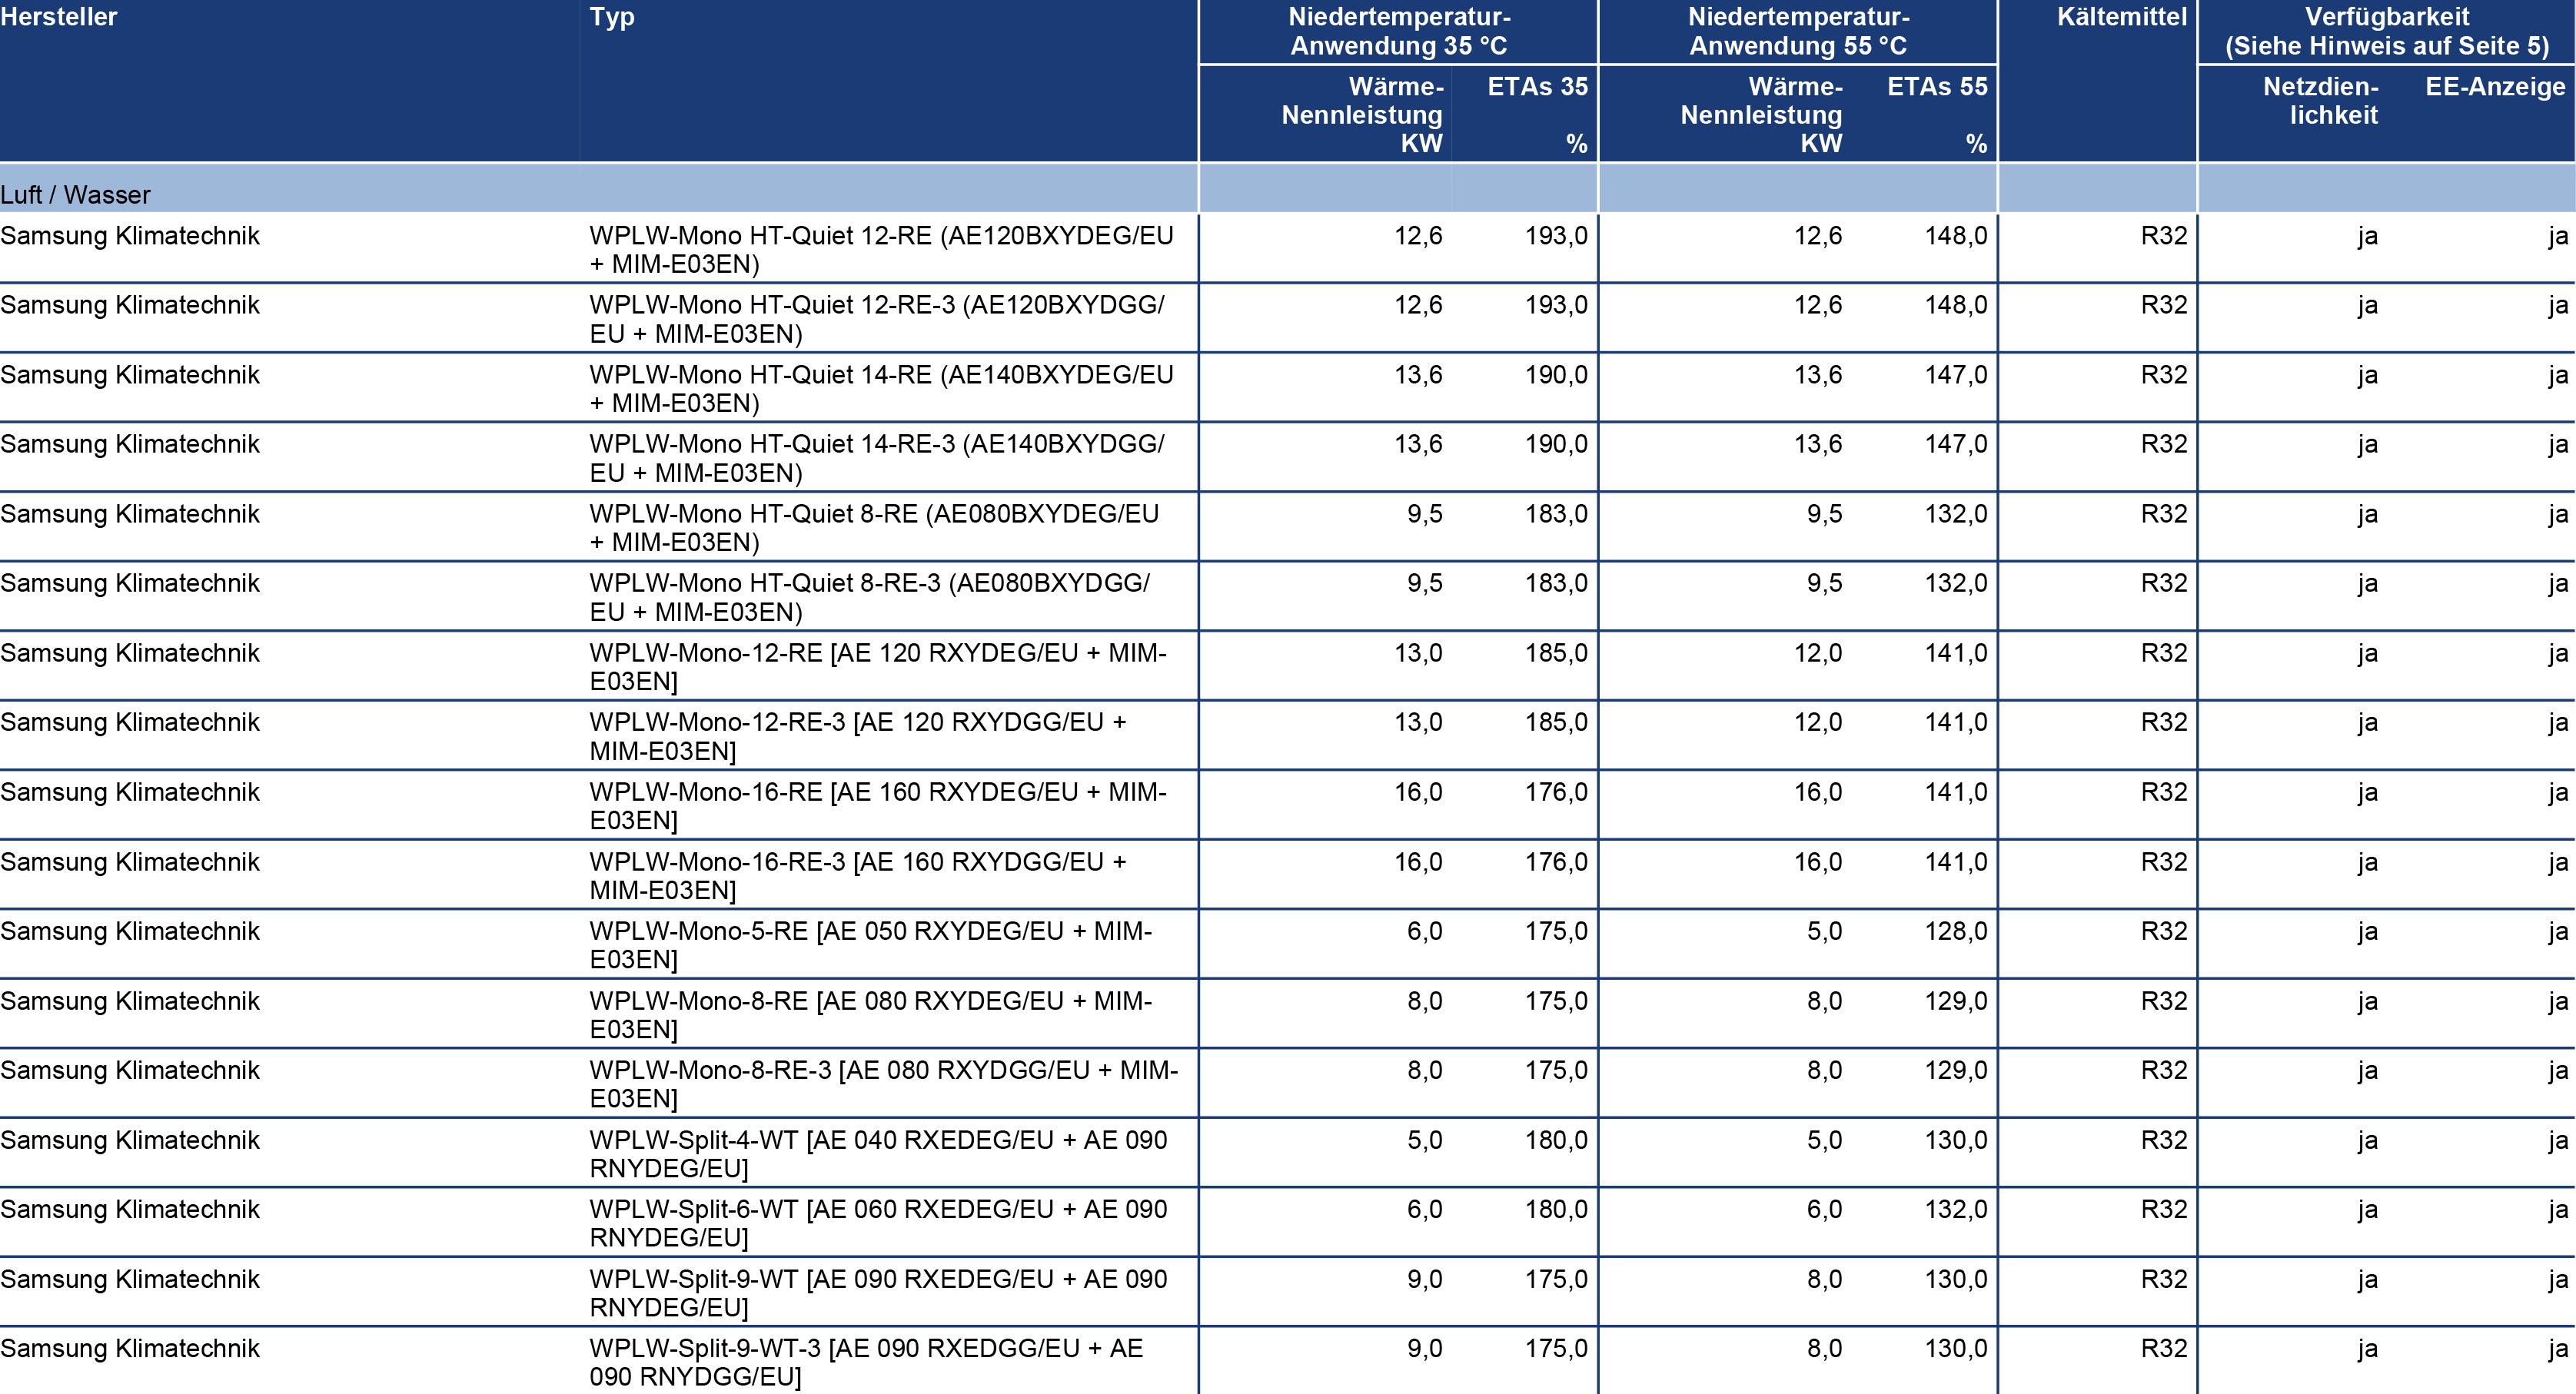 Hersteller Typ Niedertemperatur- Niedertemperatur- Kältemittel Verfügbarkeit
Anwendung 35 °C Anwendung 55 °C (Siehe Hinweis auf Seite 5)
Wärme- ETAs 35 Wärme- ETAs 55 Netzdien- EE-Anzeige
Nennleistung Nennleistung lichkeit
KW % KW %
Luft / Wasser
Samsung Klimatechnik WPLW-Mono HT-Quiet 12-RE (AE120BXYDEG/EU 12,6 193,0 12,6 148,0 R32 ja ja
+ MIM-E03EN)
Samsung Klimatechnik WPLW-Mono HT-Quiet 12-RE-3 (AE120BXYDGG/ 12,6 193,0 12,6 148,0 R32 ja ja
EU + MIM-E03EN)
Samsung Klimatechnik WPLW-Mono HT-Quiet 14-RE (AE140BXYDEG/EU 13,6 190,0 13,6 147,0 R32 ja ja
+ MIM-E03EN)
Samsung Klimatechnik WPLW-Mono HT-Quiet 14-RE-3 (AE140BXYDGG/ 13,6 190,0 13,6 147,0 R32 ja ja
EU + MIM-E03EN)
Samsung Klimatechnik WPLW-Mono HT-Quiet 8-RE (AE080BXYDEG/EU 9,5 183,0 9,5 132,0 R32 ja ja
+ MIM-E03EN)
Samsung Klimatechnik WPLW-Mono HT-Quiet 8-RE-3 (AE080BXYDGG/ 9,5 183,0 9,5 132,0 R32 ja ja
EU + MIM-E03EN)
Samsung Klimatechnik WPLW-Mono-12-RE [AE 120 RXYDEG/EU + MIM- 13,0 185,0 12,0 141,0 R32 ja ja
E03EN]
Samsung Klimatechnik WPLW-Mono-12-RE-3 [AE 120 RXYDGG/EU + 13,0 185,0 12,0 141,0 R32 ja ja
MIM-E03EN]
Samsung Klimatechnik WPLW-Mono-16-RE [AE 160 RXYDEG/EU + MIM- 16,0 176,0 16,0 141,0 R32 ja ja
E03EN]
Samsung Klimatechnik WPLW-Mono-16-RE-3 [AE 160 RXYDGG/EU + 16,0 176,0 16,0 141,0 R32 ja ja
MIM-E03EN]
Samsung Klimatechnik WPLW-Mono-5-RE [AE 050 RXYDEG/EU + MIM- 6,0 175,0 5,0 128,0 R32 ja ja
E03EN]
Samsung Klimatechnik WPLW-Mono-8-RE [AE 080 RXYDEG/EU + MIM- 8,0 175,0 8,0 129,0 R32 ja ja
E03EN]
Samsung Klimatechnik WPLW-Mono-8-RE-3 [AE 080 RXYDGG/EU + MIM- 8,0 175,0 8,0 129,0 R32 ja ja
E03EN]
Samsung Klimatechnik WPLW-Split-4-WT [AE 040 RXEDEG/EU + AE 090 5,0 180,0 5,0 130,0 R32 ja ja
RNYDEG/EU]
Samsung Klimatechnik WPLW-Split-6-WT [AE 060 RXEDEG/EU + AE 090 6,0 180,0 6,0 132,0 R32 ja ja
RNYDEG/EU]
Samsung Klimatechnik WPLW-Split-9-WT [AE 090 RXEDEG/EU + AE 090 9,0 175,0 8,0 130,0 R32 ja ja
RNYDEG/EU]
Samsung Klimatechnik WPLW-Split-9-WT-3 [AE 090 RXEDGG/EU + AE 9,0 175,0 8,0 130,0 R32 ja ja
090 RNYDGG/EU]